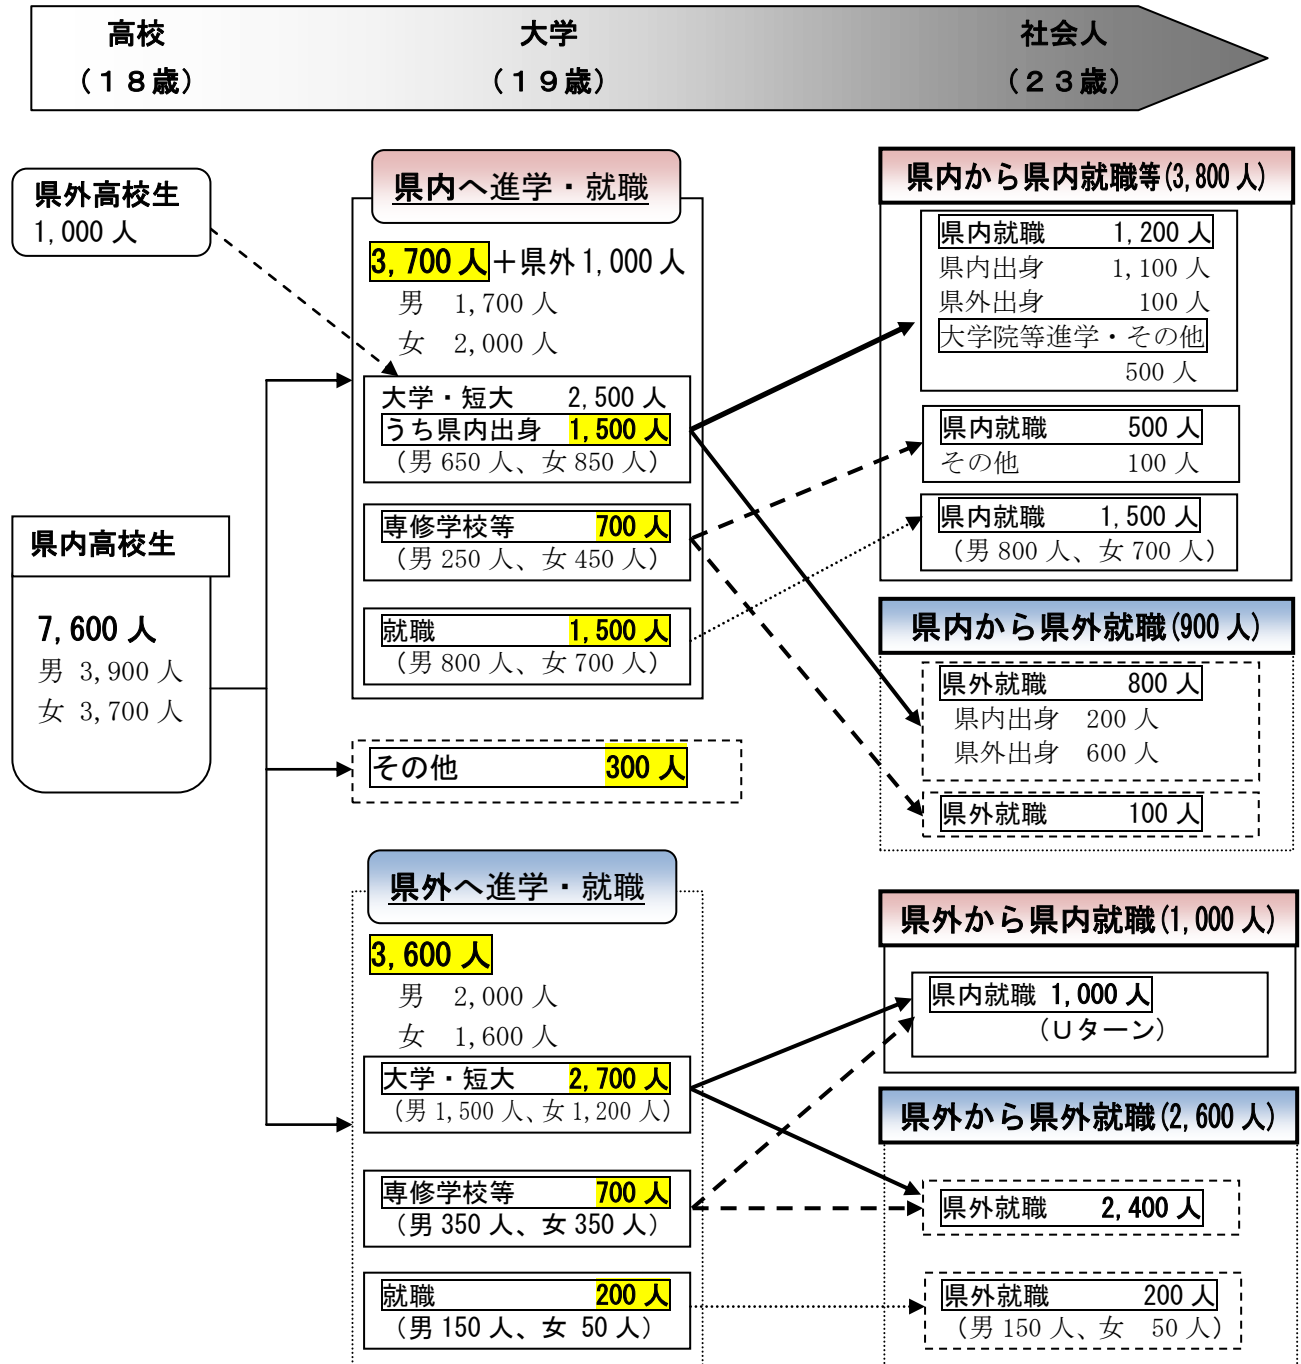 高校
（１８歳）
大学
（１９歳）
社会人
（２３歳）
県外高校生
1,000 人
県内高校生
7,600 人
男 3,900 人
女 3,700 人
県内へ進学・就職
3,700 人＋県外 1,000 人
男　1,700 人
女　2,000 人
大学・短大　2,500 人
うち県内出身　1,500 人
（男 650 人、女 850 人）
専修学校等　700 人
（男 250 人、女 450 人）
就職　1,500 人
（男 800 人、女 700 人）
その他　300 人
県外へ進学・就職
3,600 人
男　2,000 人
女　1,600 人
大学・短大　2,700 人
（男 1,500 人、女 1,200 人）
専修学校等　700 人
（男 350 人、女 350 人）
就職　200 人
（男 150 人、女 50 人）
県内から県内就職等(3,800 人)
県内就職　1,200 人
県内出身　1,100 人
県外出身　100 人
大学院等進学・その他
500 人
県内就職　500 人
その他　100 人
県内就職　1,500 人
（男 800 人、女 700 人）
県内から県外就職(900 人)
県外就職　800 人
県内出身　200 人
県外出身　600 人
県外就職　100 人
県外から県内就職(1,000 人)
県内就職 1,000 人
（Ｕターン）
県外から県外就職(2,600 人)
県外就職　2,400 人
県外就職　200 人
（男 150 人、女　50 人）